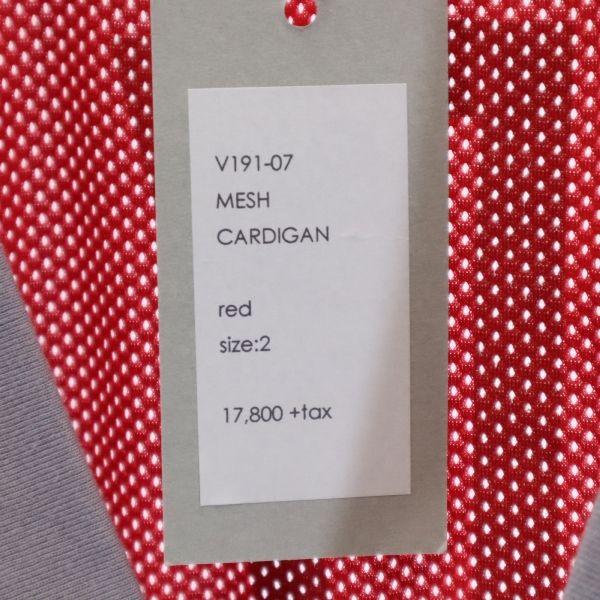 V191-07
MESH
CARDIGAN
red
size:2
17,800 +tax